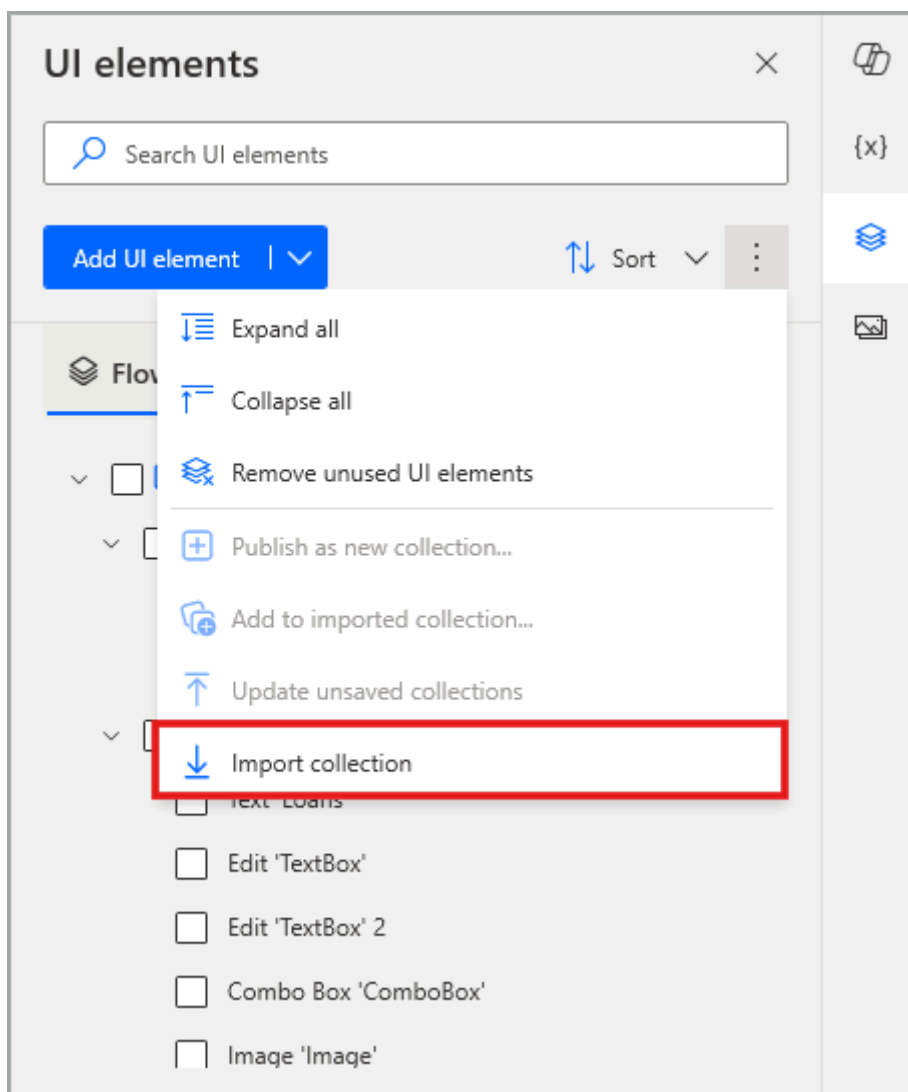 UI elements
Search UI elements
{x}
Add UI element
Sort
Expand all
Collapse all
Remove unused UI elements
Publish as new collection...
Add to imported collection...
Update unsaved collections
Import collection
Text 'Loans'
Edit 'TextBox'
Edit 'TextBox' 2
Combo Box 'ComboBox'
Image 'Image'